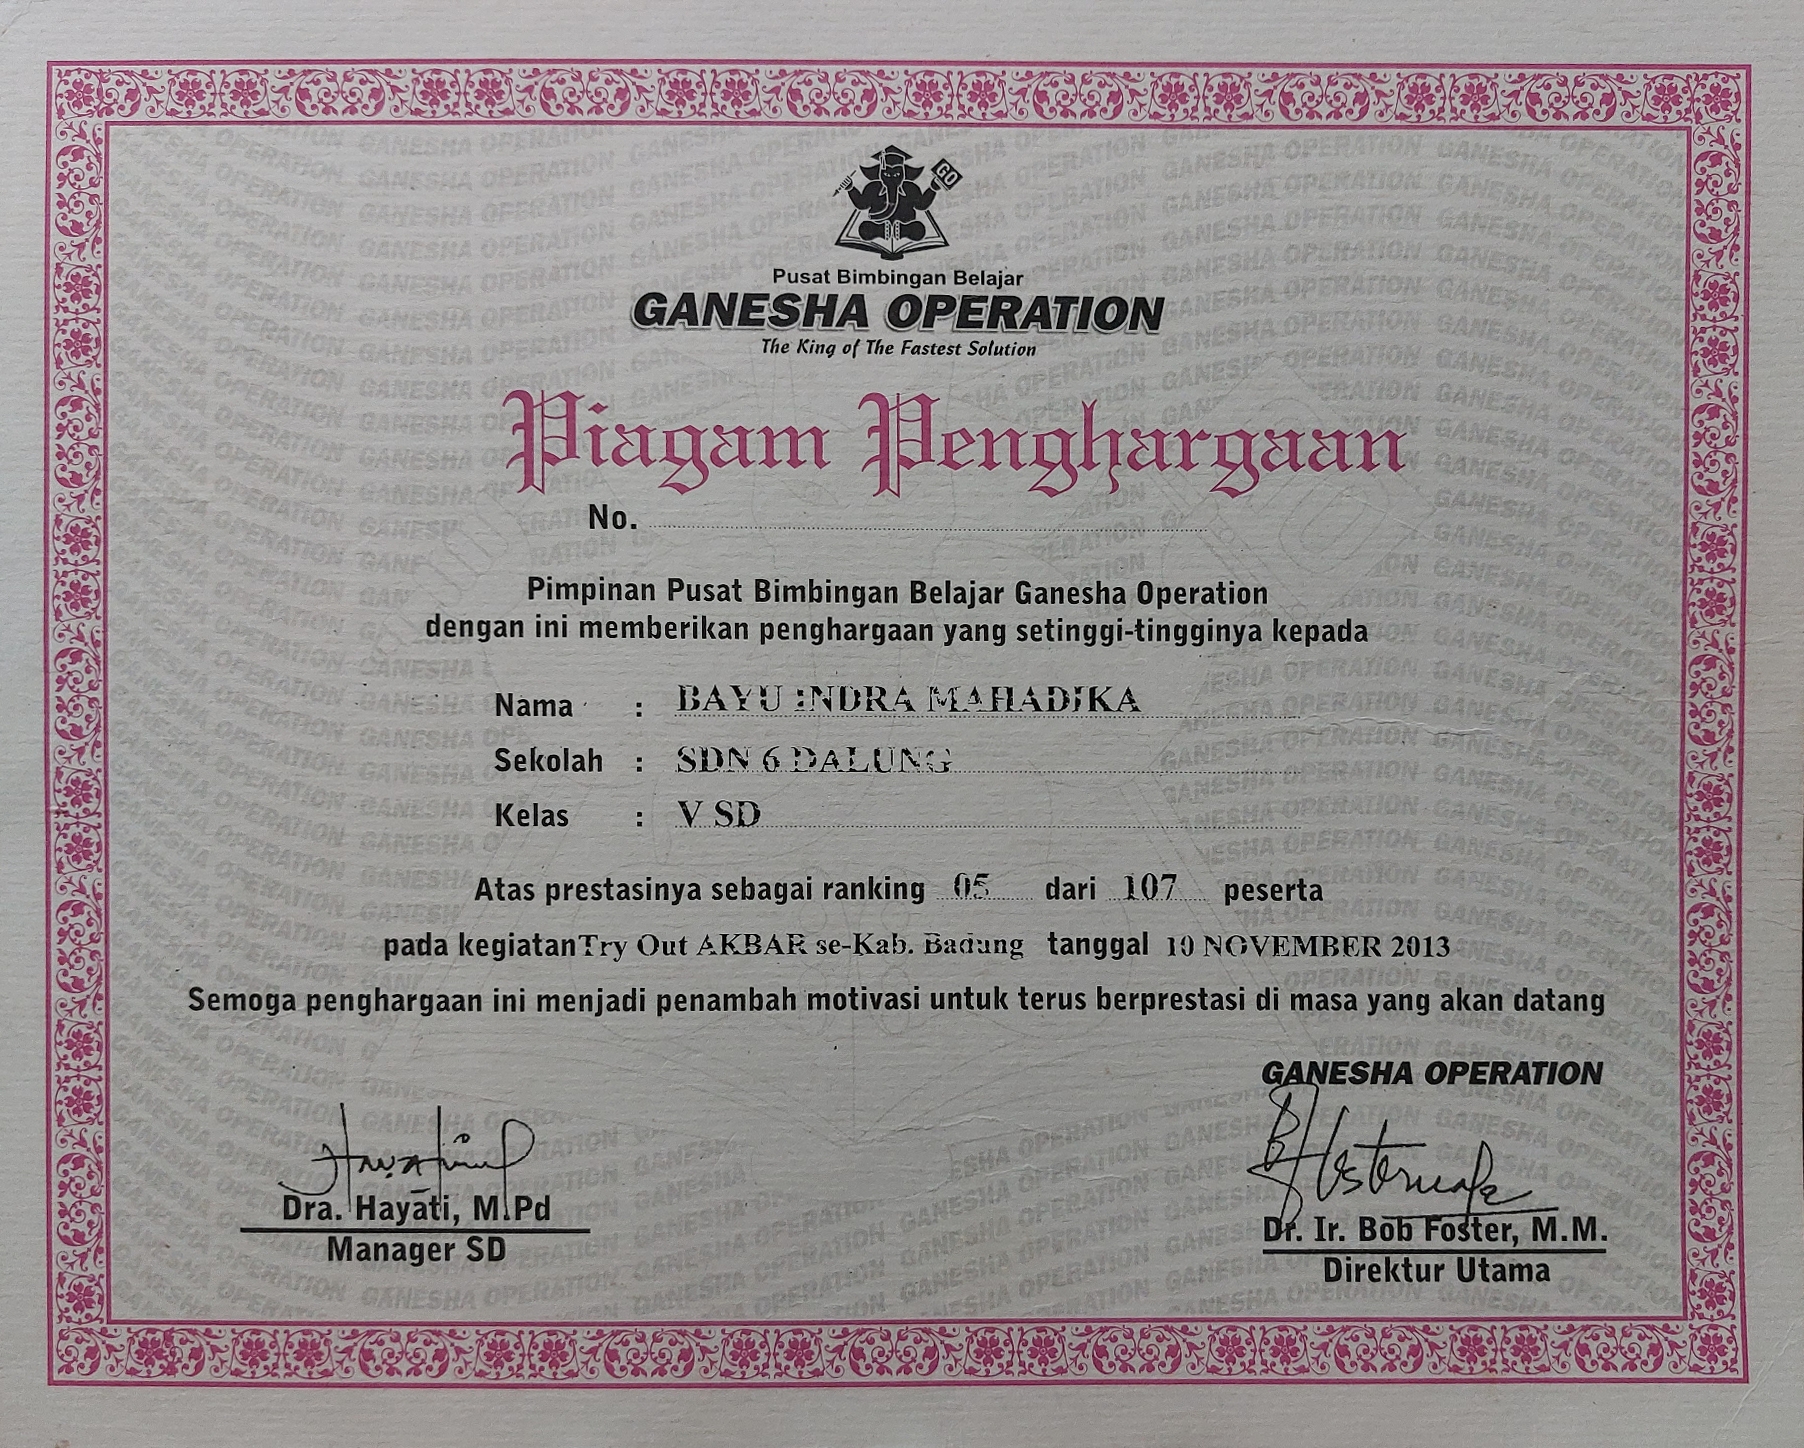 GO
Pusat Bimbingan Belajar
GANESHA OPERATION
The King of The Fastest Solution
Piagam Penghargaan
No.
Pimpinan Pusat Bimbingan Belajar Ganesha Operation
dengan ini memberikan penghargaan yang setinggi-tingginya kepada
Nama : BAYU INDRA MAHADIKA
Sekolah : SDN 6 DALUNG
Kelas : V SD
Atas prestasinya sebagai ranking 05 dari 107 peserta
pada kegiatan Try Out AKBAR se-Kab. Badung tanggal 10 NOVEMBER 2013
Semoga penghargaan ini menjadi penambah motivasi untuk terus berprestasi di masa yang akan datang
GANESHA OPERATION
Dra. Hayati, M.Pd
Manager SD
Dr. Ir. Bob Foster, M.M.
Direktur Utama